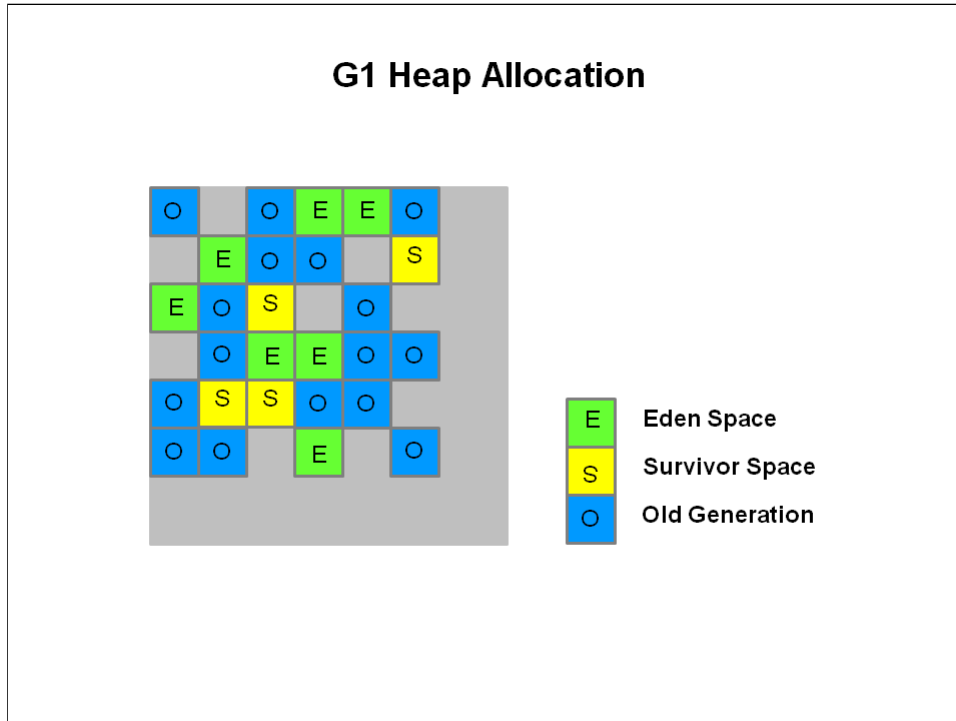 G1 Heap Allocation
O O E E O
E O O S
E O S O
O E E O O
O S S O O
O O E O
E Eden Space
S Survivor Space
O Old Generation